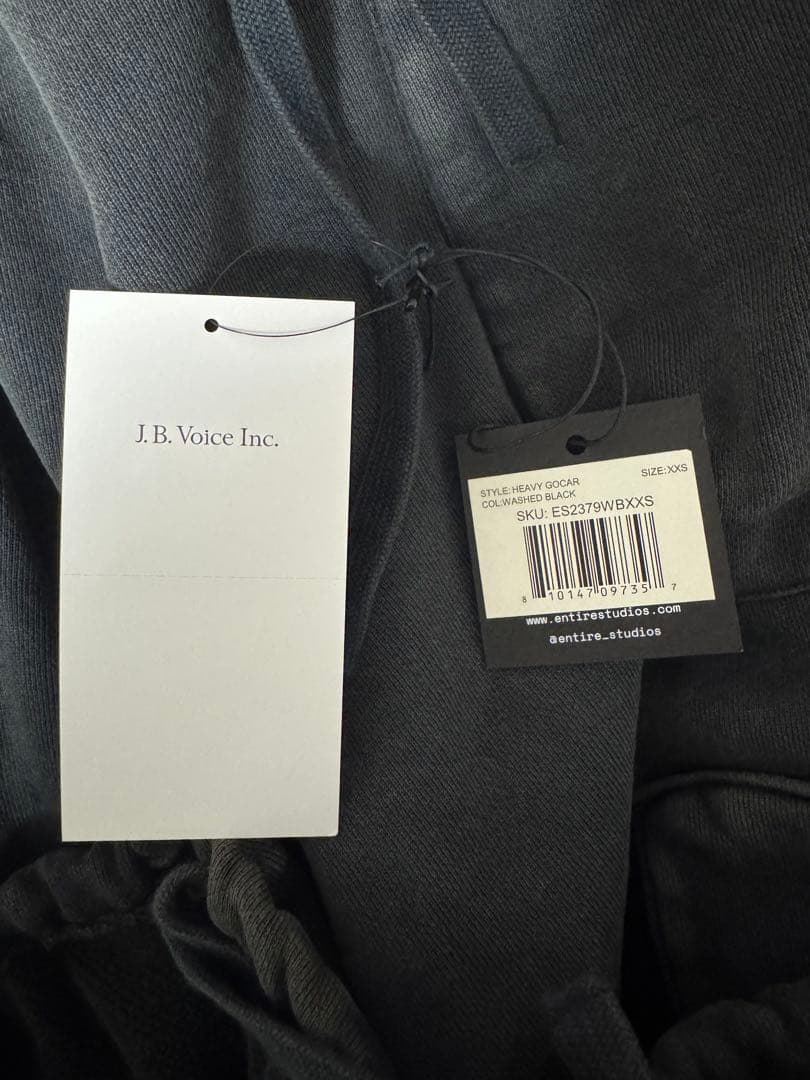 J. B. Voice Inc.
STYLE:HEAVY GOCAR
SIZE:XXS
COL:WASHED BLACK
SKU: ES2379WBXXS
8 10147 09735 7
www.entirestudios.com
@entire_studios